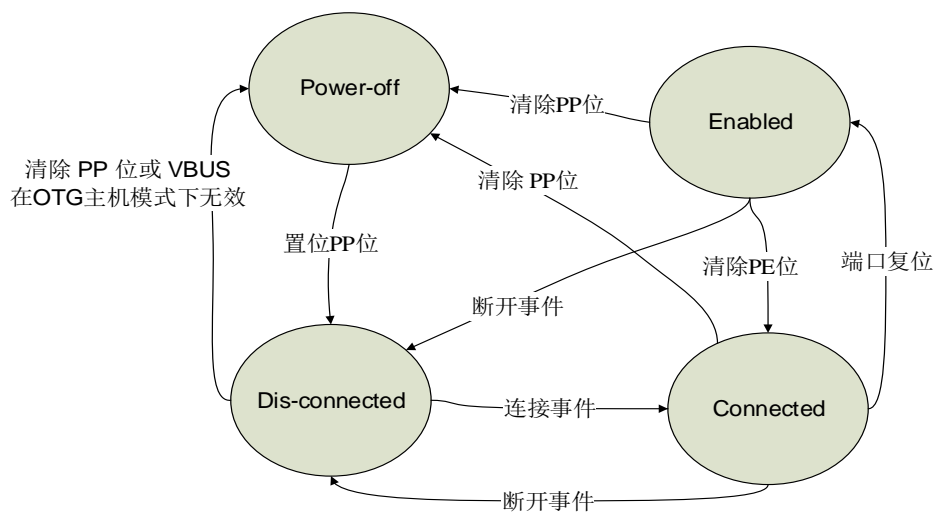 Power-off
Enabled
清除PP位
清除 PP 位或 VBUS
在OTG主机模式下无效
清除 PP位
置位PP位
清除PE位
端口复位
断开事件
Dis-connected
连接事件
Connected
断开事件